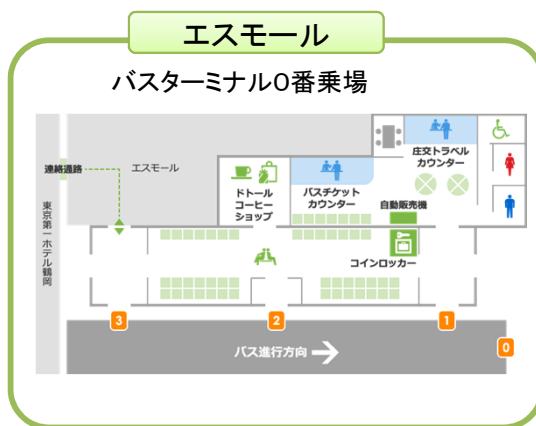 エスモール
バスターミナル0番乗場
庄交トラベル
カウンター
連絡通路
エスモール
ドトール
コーヒー
ショップ
バスチケット
カウンター
自動販売機
東京第一ホテル鶴岡
コインロッカー
3
2
1
0
バス進行方向